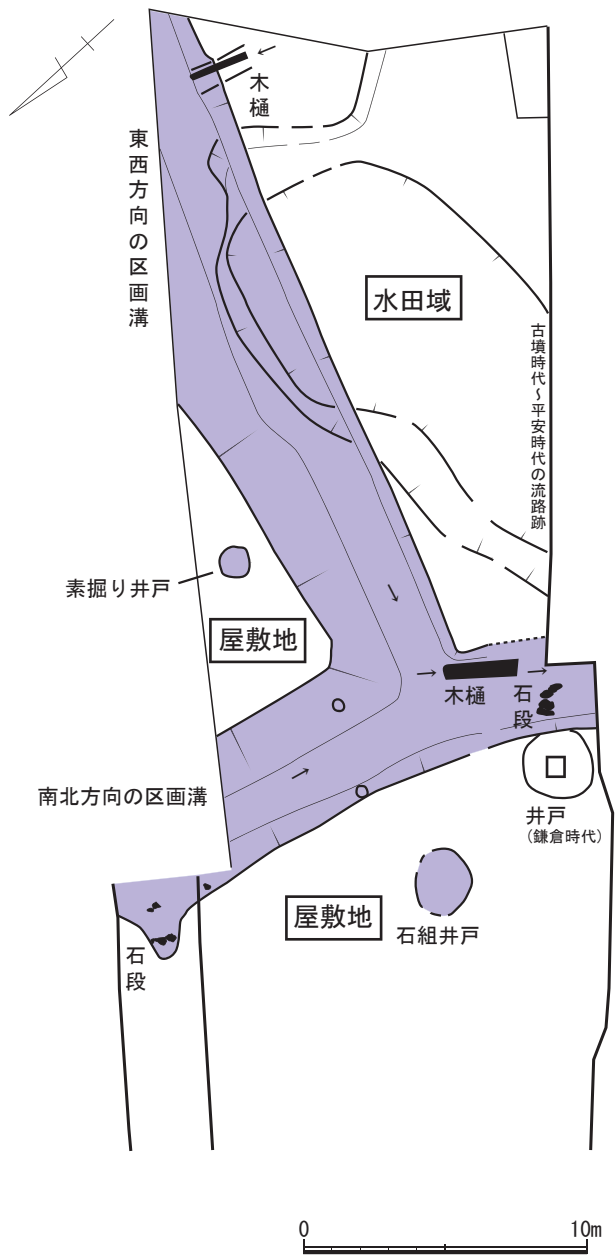 木樋
東西方向の区画溝
水田域
古墳時代～平安時代の流路跡
素掘り井戸
屋敷地
木樋
石段
南北方向の区画溝
井戸
(鎌倉時代)
屋敷地
石組井戸
石段
0
10m